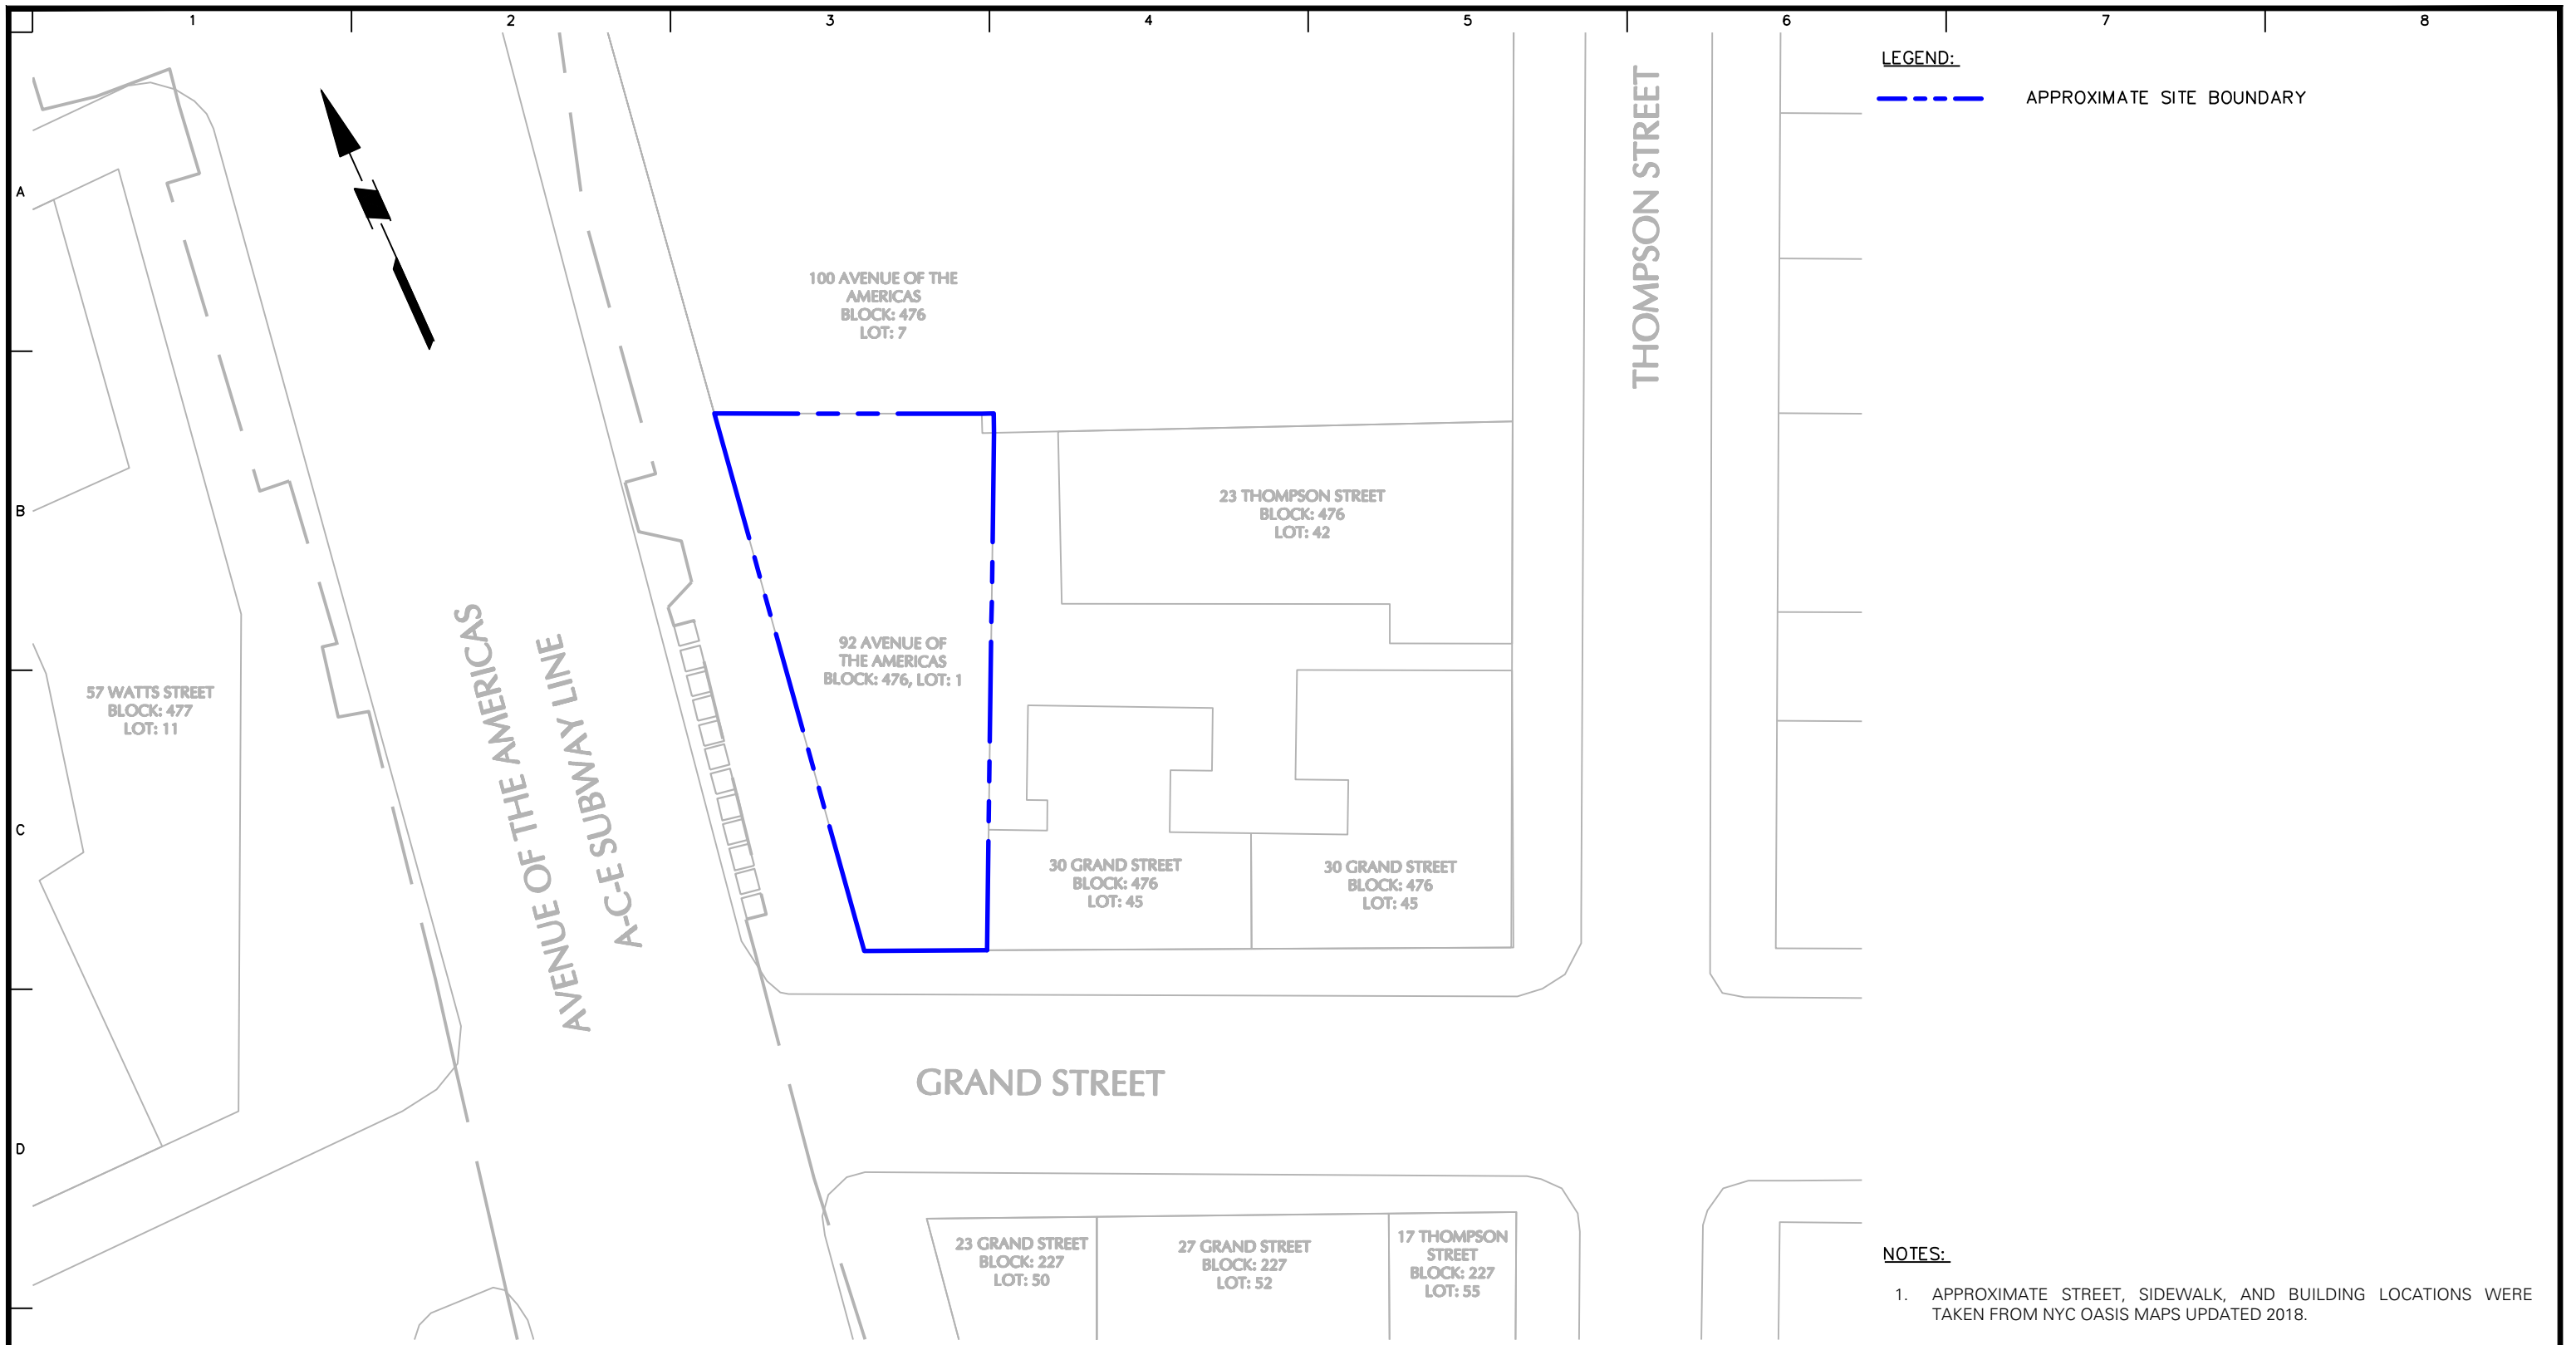 1 2 3 4 5 6 7 8
A
B
C
D
LEGEND:
APPROXIMATE SITE BOUNDARY
THOMPSON STREET
100 AVENUE OF THE
AMERICAS
BLOCK: 476
LOT: 7
23 THOMPSON STREET
BLOCK: 476
LOT: 42
92 AVENUE OF
THE AMERICAS
BLOCK: 476, LOT: 1
57 WATTS STREET
BLOCK: 477
LOT: 11
AVENUE OF THE AMERICAS
A-C-E SUBWAY LINE
30 GRAND STREET
BLOCK: 476
LOT: 45
30 GRAND STREET
BLOCK: 476
LOT: 45
GRAND STREET
23 GRAND STREET
BLOCK: 227
LOT: 50
27 GRAND STREET
BLOCK: 227
LOT: 52
17 THOMPSON
STREET
BLOCK: 227
LOT: 55
NOTES:
1. APPROXIMATE STREET, SIDEWALK, AND BUILDING LOCATIONS WERE
TAKEN FROM NYC OASIS MAPS UPDATED 2018.